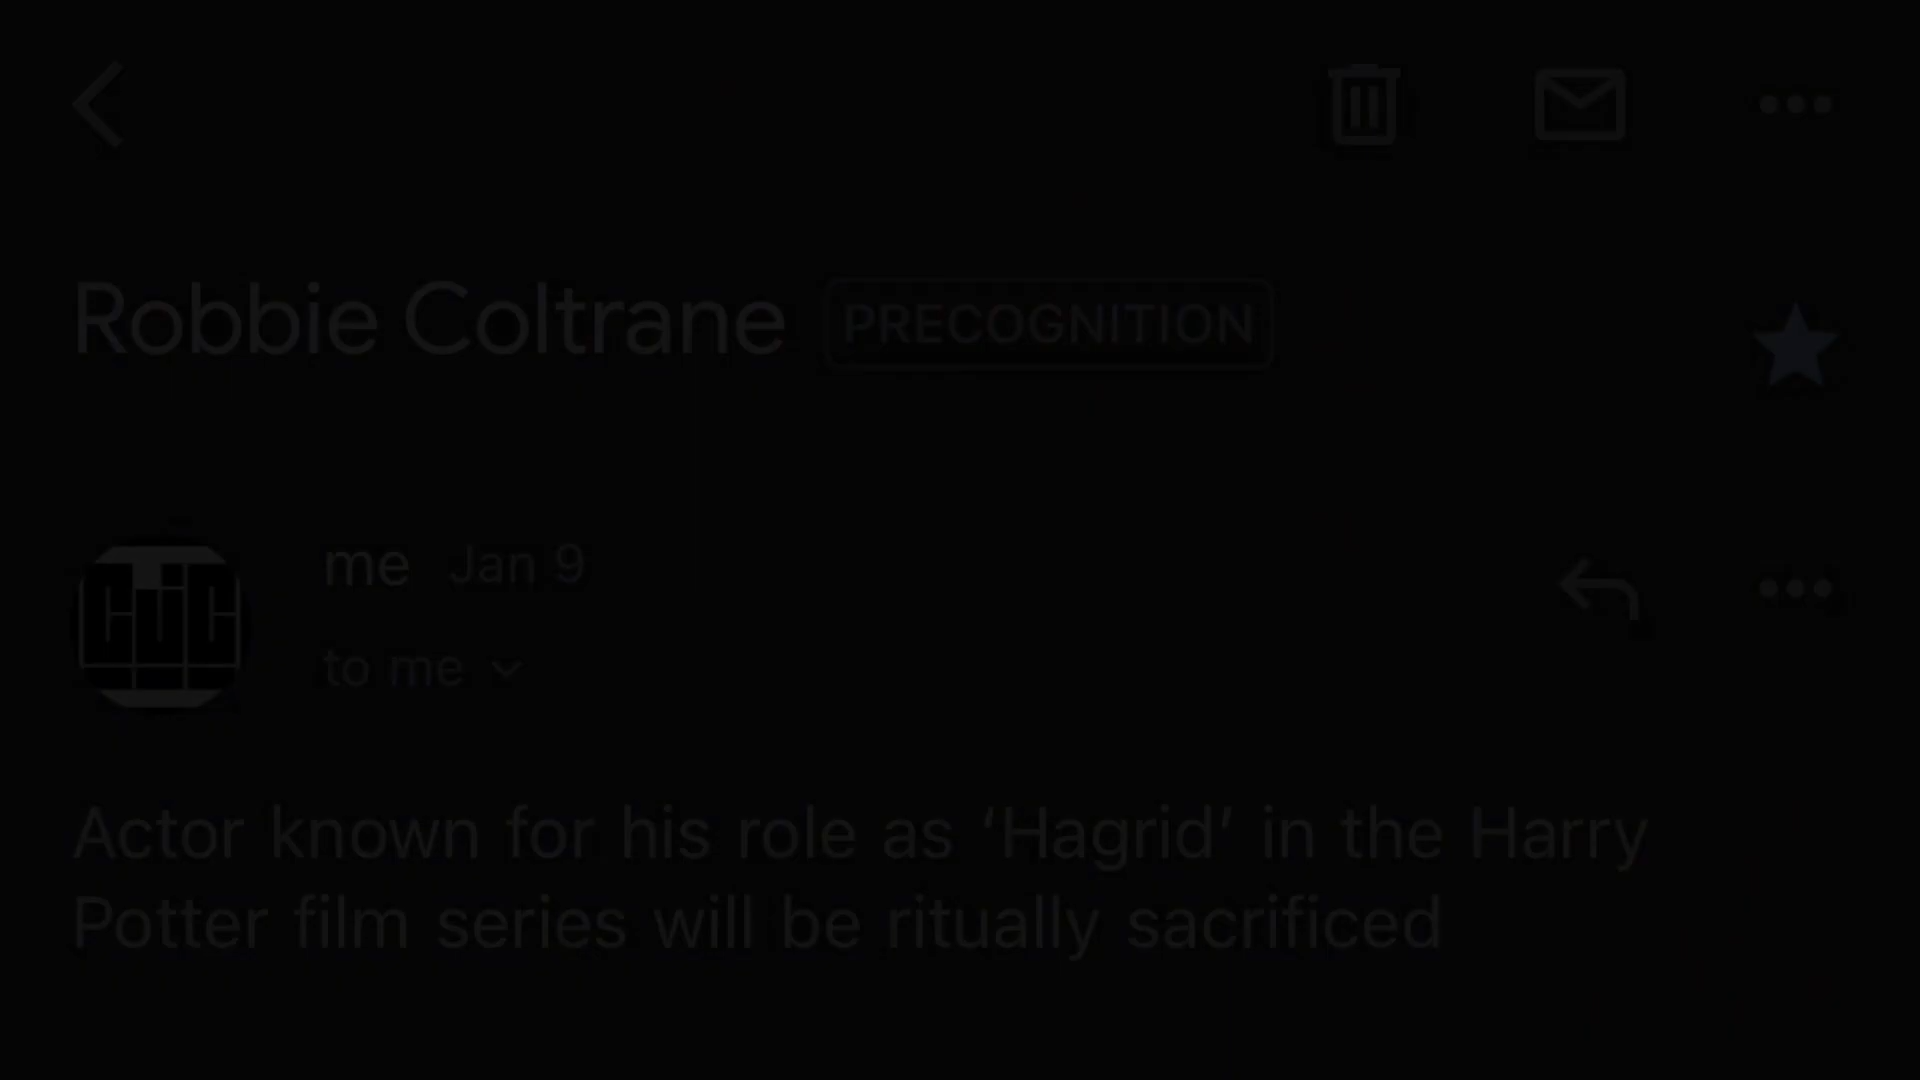 Robbie Coltrane PRECOGNITION
CJC
me Jan 9
to me
Actor known for his role as ‘Hagrid’ in the Harry
Potter film series will be ritually sacrificed